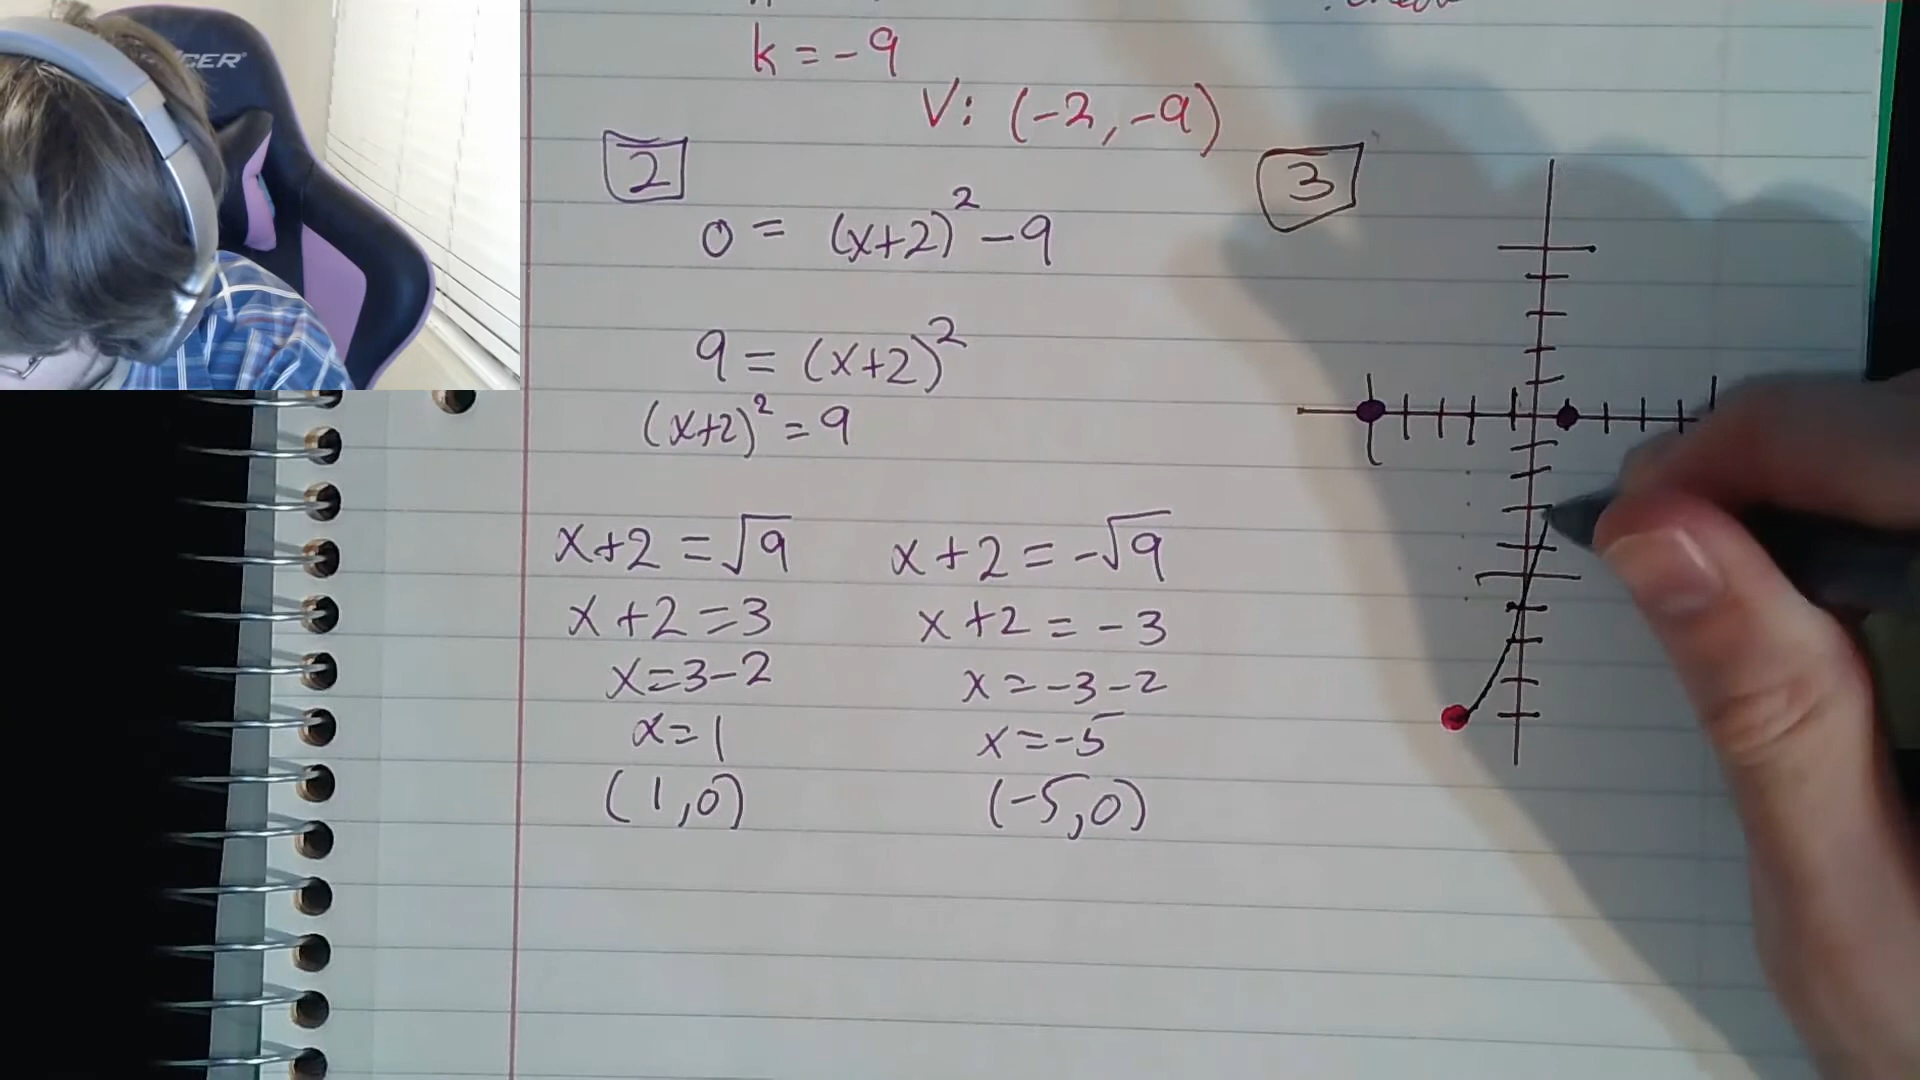 CER
k = -9
V: (-2, -9)
2
0 = (x+2)² - 9
9 = (x+2)²
(x+2)² = 9
x+2 = √9
x+2 = 3
x = 3-2
x = 1
(1,0)
x+2 = -√9
x+2 = -3
x = -3-2
x = -5
(-5,0)
3